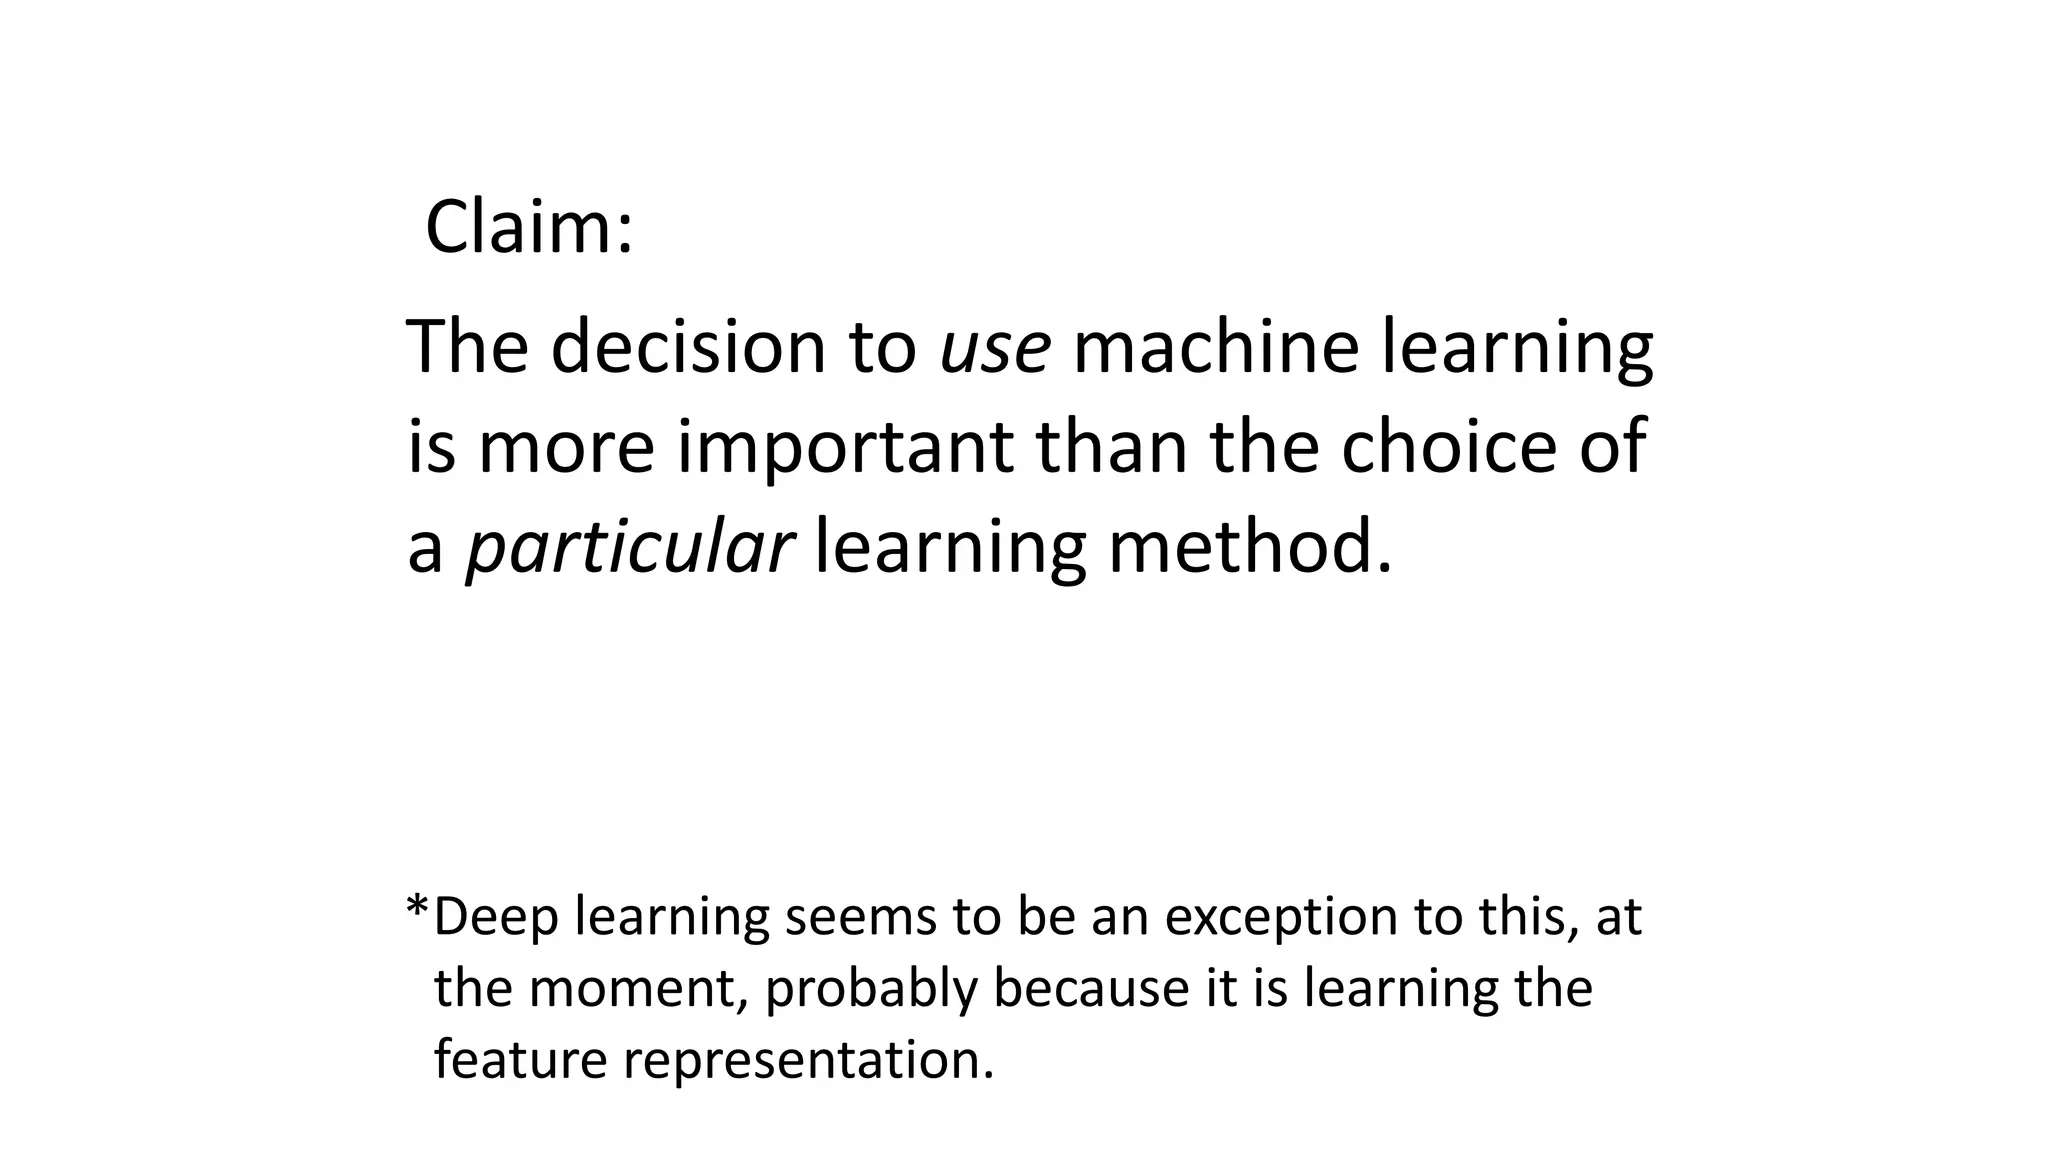 Claim:
The decision to use machine learning
is more important than the choice of
a particular learning method.
*Deep learning seems to be an exception to this, at
the moment, probably because it is learning the
feature representation.